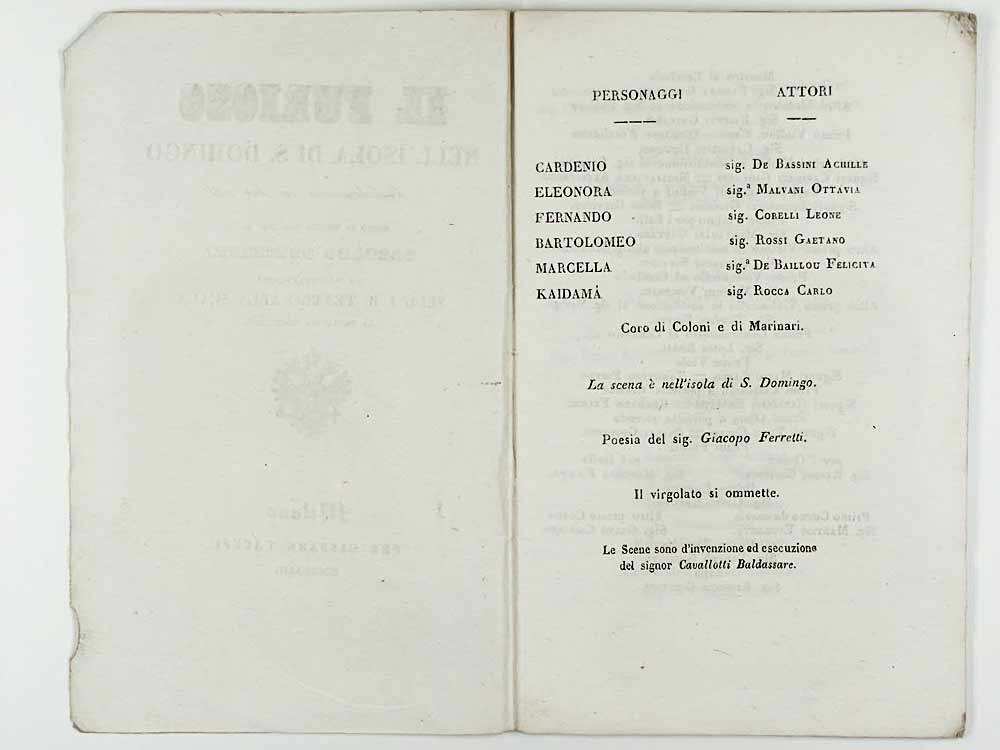 PERSONAGGI ATTORI
CARDENIO sig. De Bassini Achille
ELEONORA sig.ª Malvani Ottavia
FERNANDO sig. Corelli Leone
BARTOLOMEO sig. Rossi Gaetano
MARCELLA sig.ª De Baillou Felicita
KAIDAMÀ sig. Rocca Carlo
Coro di Coloni e di Marinari.
La scena è nell'isola di S. Domingo.
Poesia del sig. Giacopo Ferretti.
Il virgolato si ommette.
Le Scene sono d'invenzione ed esecuzione
del signor Cavallotti Baldassare.